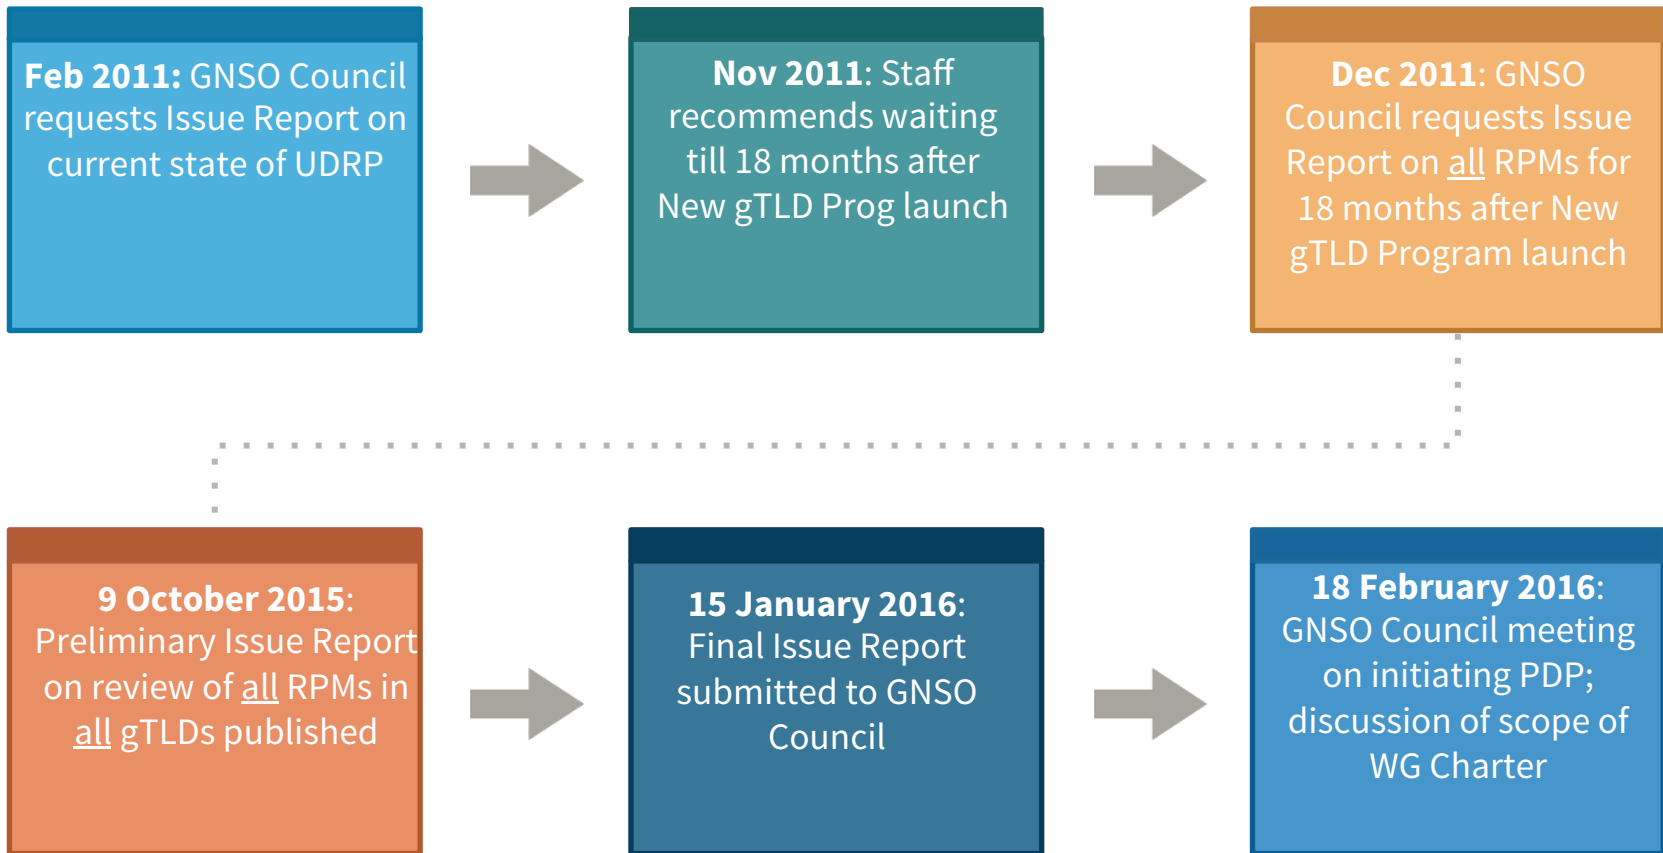 Feb 2011: GNSO Council
requests Issue Report on
current state of UDRP
Nov 2011: Staff
recommends waiting
till 18 months after
New gTLD Prog launch
Dec 2011: GNSO
Council requests Issue
Report on all RPMs for
18 months after New
gTLD Program launch
9 October 2015:
Preliminary Issue Report
on review of all RPMs in
all gTLDs published
15 January 2016:
Final Issue Report
submitted to GNSO
Council
18 February 2016:
GNSO Council meeting
on initiating PDP;
discussion of scope of
WG Charter